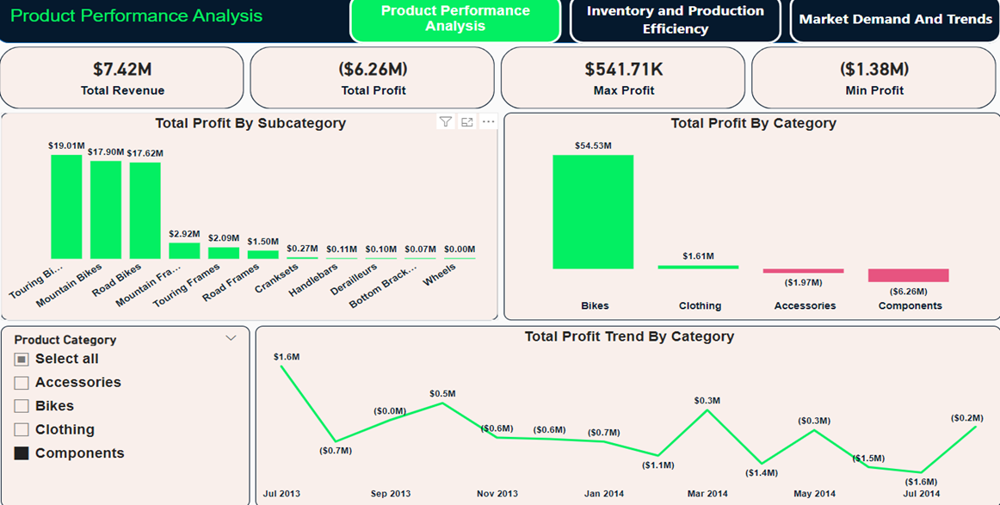 Product Performance Analysis
Product Performance
Analysis
Inventory and Production
Efficiency
Market Demand And Trends
$7.42M
Total Revenue
($6.26M)
Total Profit
$541.71K
Max Profit
($1.38M)
Min Profit
Total Profit By Subcategory
$19.01M
$17.90M
$17.62M
$2.92M
$2.09M
$1.50M
$0.27M
$0.11M
$0.10M
$0.07M
$0.00M
Touring Bi...
Mountain Bikes
Road Bikes
Mountain Fra...
Touring Frames
Road Frames
Cranksets
Handlebars
Derailleurs
Bottom Brack...
Wheels
Total Profit By Category
$54.53M
$1.61M
($1.97M)
($6.26M)
Bikes
Clothing
Accessories
Components
Product Category
Select all
Accessories
Bikes
Clothing
Components
Total Profit Trend By Category
$1.6M
($0.7M)
($0.0M)
$0.5M
($0.6M)
($0.6M)
($0.7M)
($1.1M)
$0.3M
($1.4M)
($0.3M)
($1.5M)
($1.6M)
($0.2M)
Jul 2013
Sep 2013
Nov 2013
Jan 2014
Mar 2014
May 2014
Jul 2014